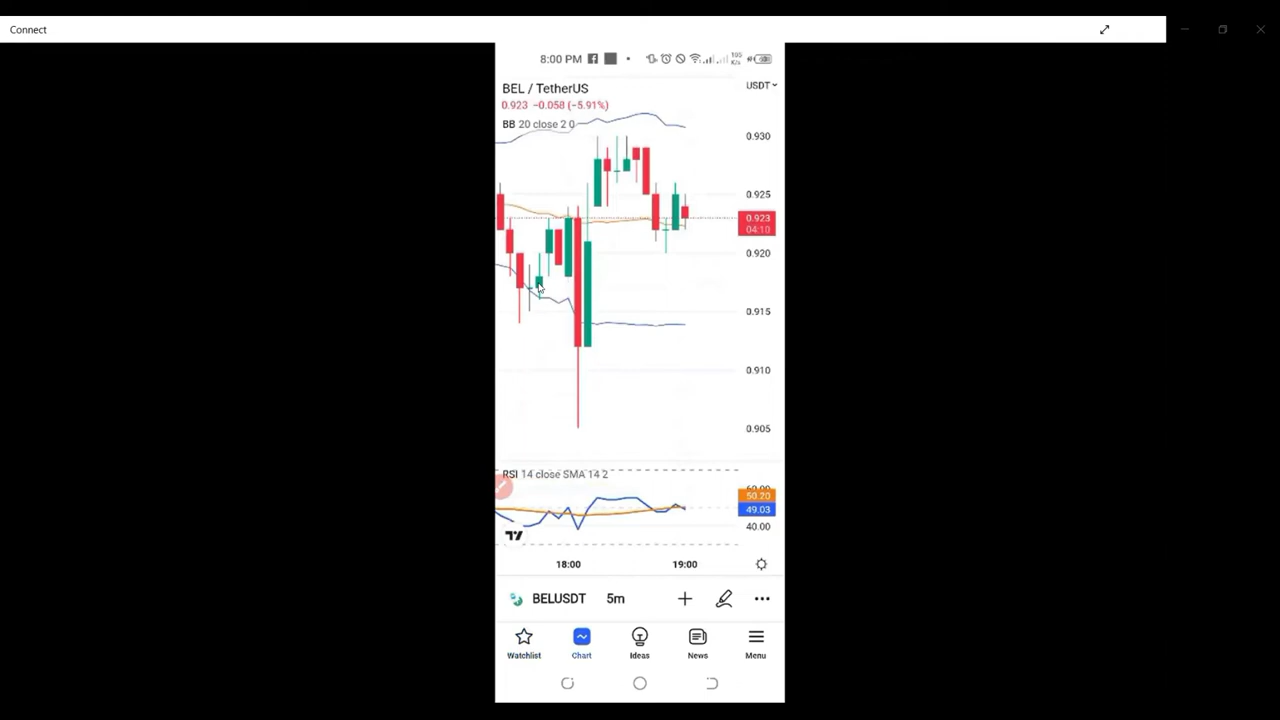 Connect
8:00 PM
195
K/s
BEL / TetherUS
USDT
0.923 −0.058 (−5.91%)
BB 20 close 2 0
0.930
0.925
0.923
04:10
0.920
0.915
0.910
0.905
RSI 14 close SMA 14 2
60.00
50.20
49.03
40.00
18:00 19:00
BELUSDT 5m
Watchlist Chart Ideas News Menu